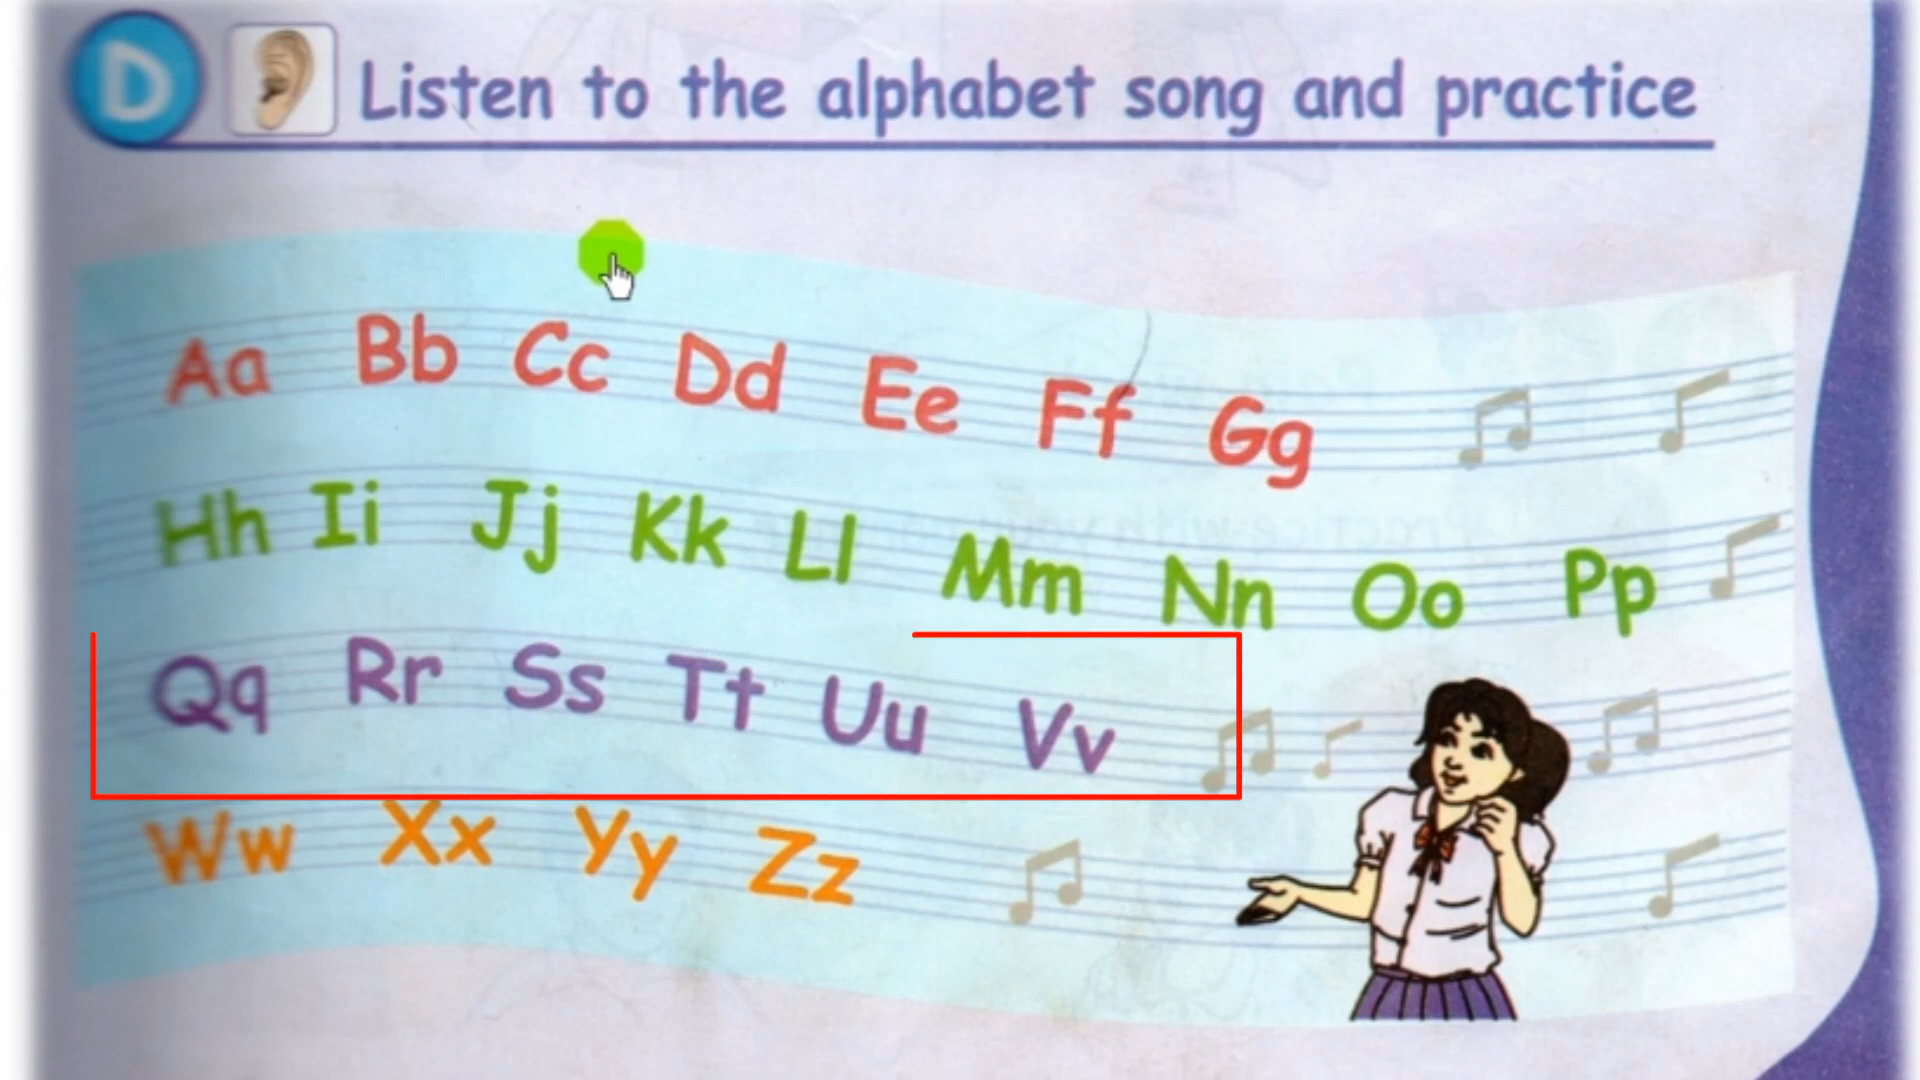 D Listen to the alphabet song and practice
Aa Bb Cc Dd Ee Ff Gg
Hh Ii Jj Kk Ll Mm Nn Oo Pp
Qq Rr Ss Tt Uu Vv
Ww Xx Yy Zz